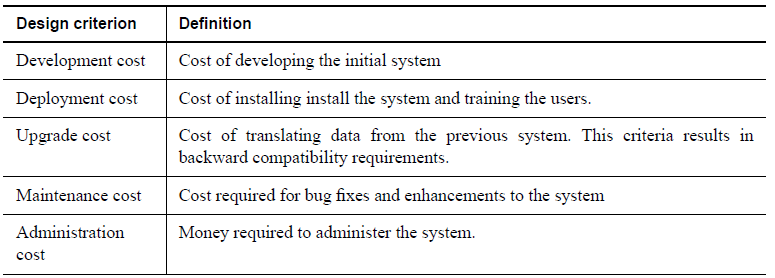 Design criterion Definition
Development cost Cost of developing the initial system
Deployment cost Cost of installing install the system and training the users.
Upgrade cost Cost of translating data from the previous system. This criteria results in
backward compatibility requirements.
Maintenance cost Cost required for bug fixes and enhancements to the system
Administration Money required to administer the system.
cost